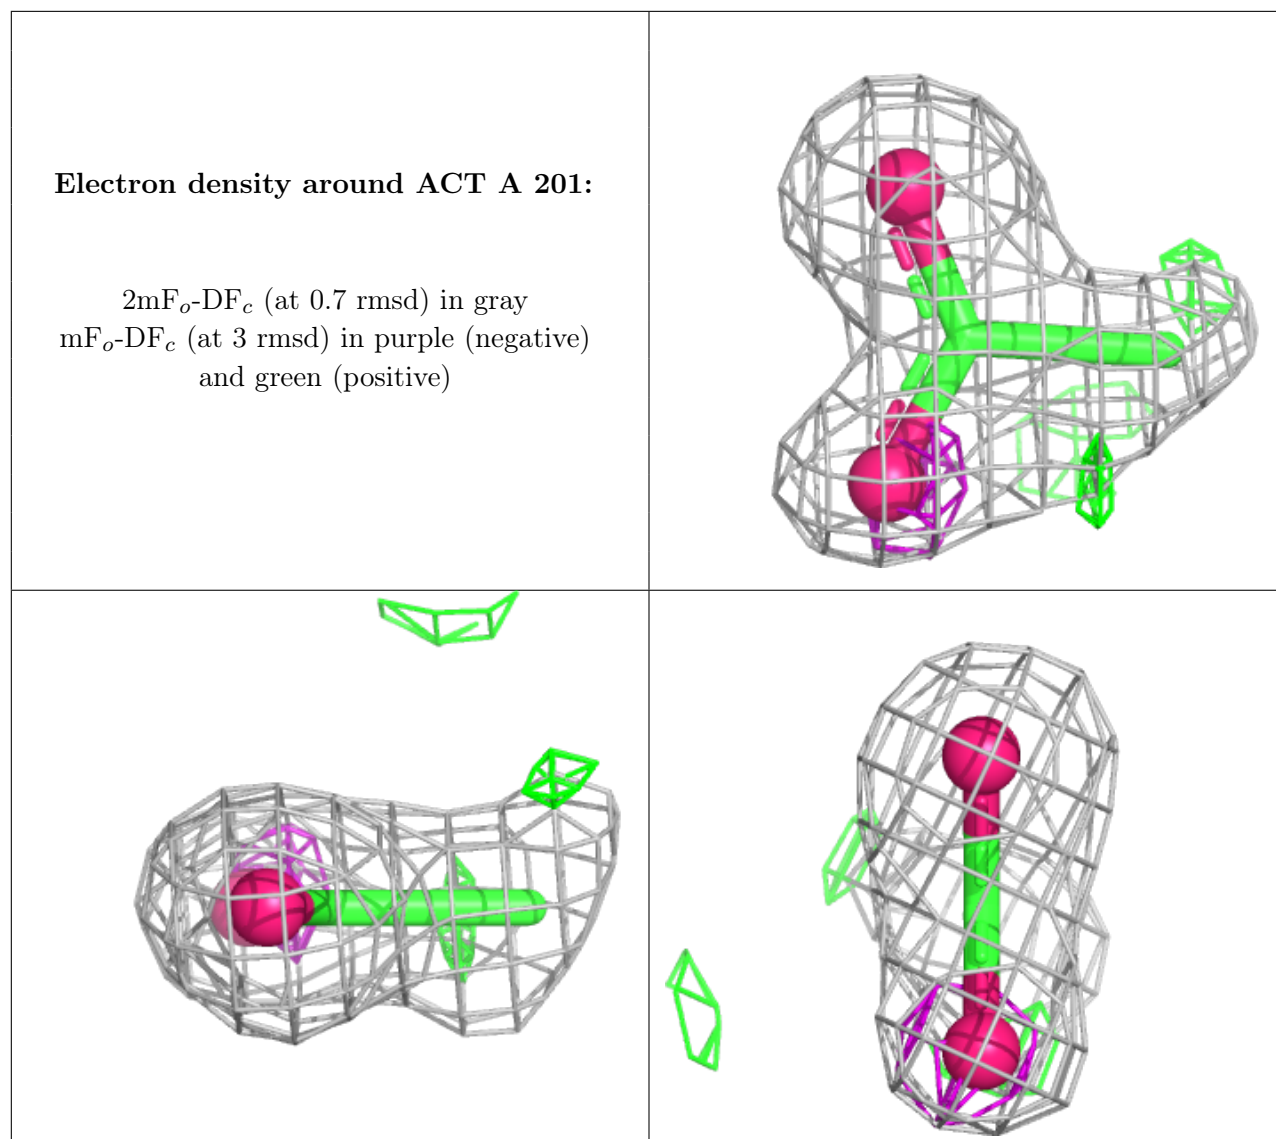 Electron density around ACT A 201:
2mFo-DFc (at 0.7 rmsd) in gray
mFo-DFc (at 3 rmsd) in purple (negative)
and green (positive)